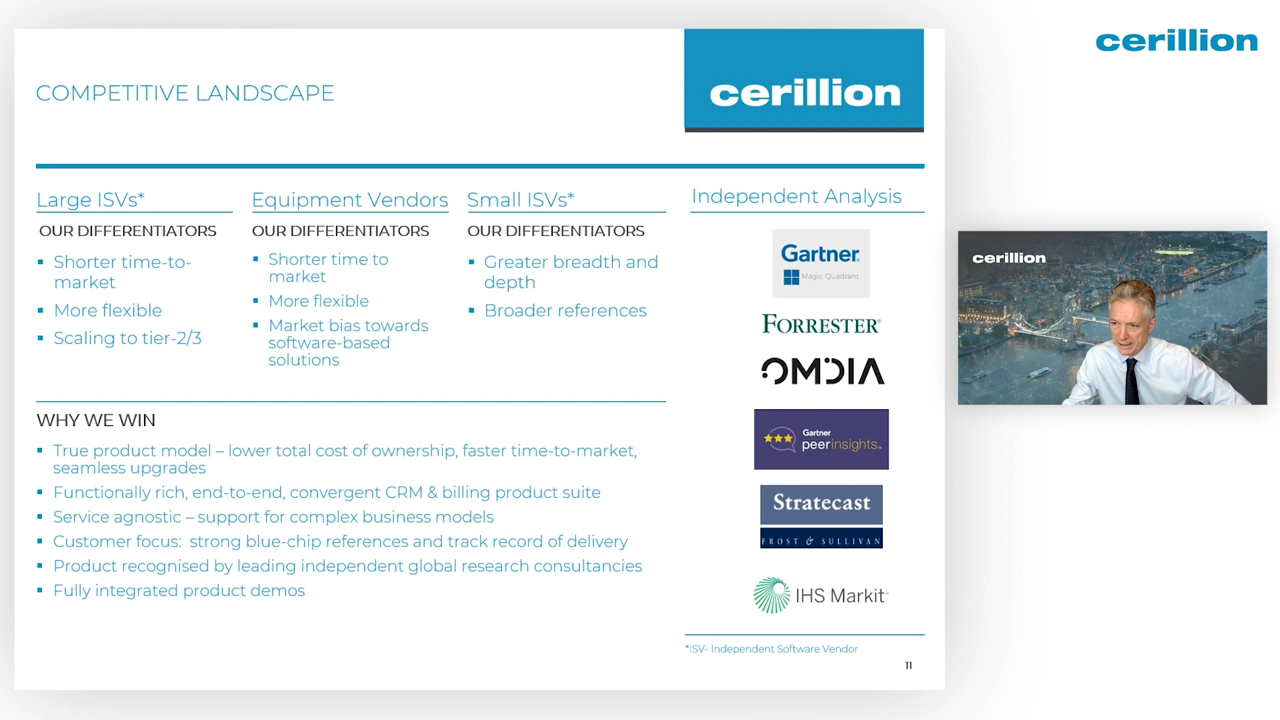 cerillion
COMPETITIVE LANDSCAPE
cerillion
Large ISVs*
OUR DIFFERENTIATORS
▪ Shorter time-to-
market
▪ More flexible
▪ Scaling to tier-2/3
Equipment Vendors
OUR DIFFERENTIATORS
▪ Shorter time to
market
▪ More flexible
▪ Market bias towards
software-based
solutions
Small ISVs*
OUR DIFFERENTIATORS
▪ Greater breadth and
depth
▪ Broader references
Independent Analysis
Gartner
Magic Quadrant
FORRESTER
OMDIA
Gartner
peerinsights™
Stratecast
FROST & SULLIVAN
IHS Markit™
WHY WE WIN
▪ True product model – lower total cost of ownership, faster time-to-market,
seamless upgrades
▪ Functionally rich, end-to-end, convergent CRM & billing product suite
▪ Service agnostic – support for complex business models
▪ Customer focus: strong blue-chip references and track record of delivery
▪ Product recognised by leading independent global research consultancies
▪ Fully integrated product demos
*ISV- Independent Software Vendor
11
cerillion